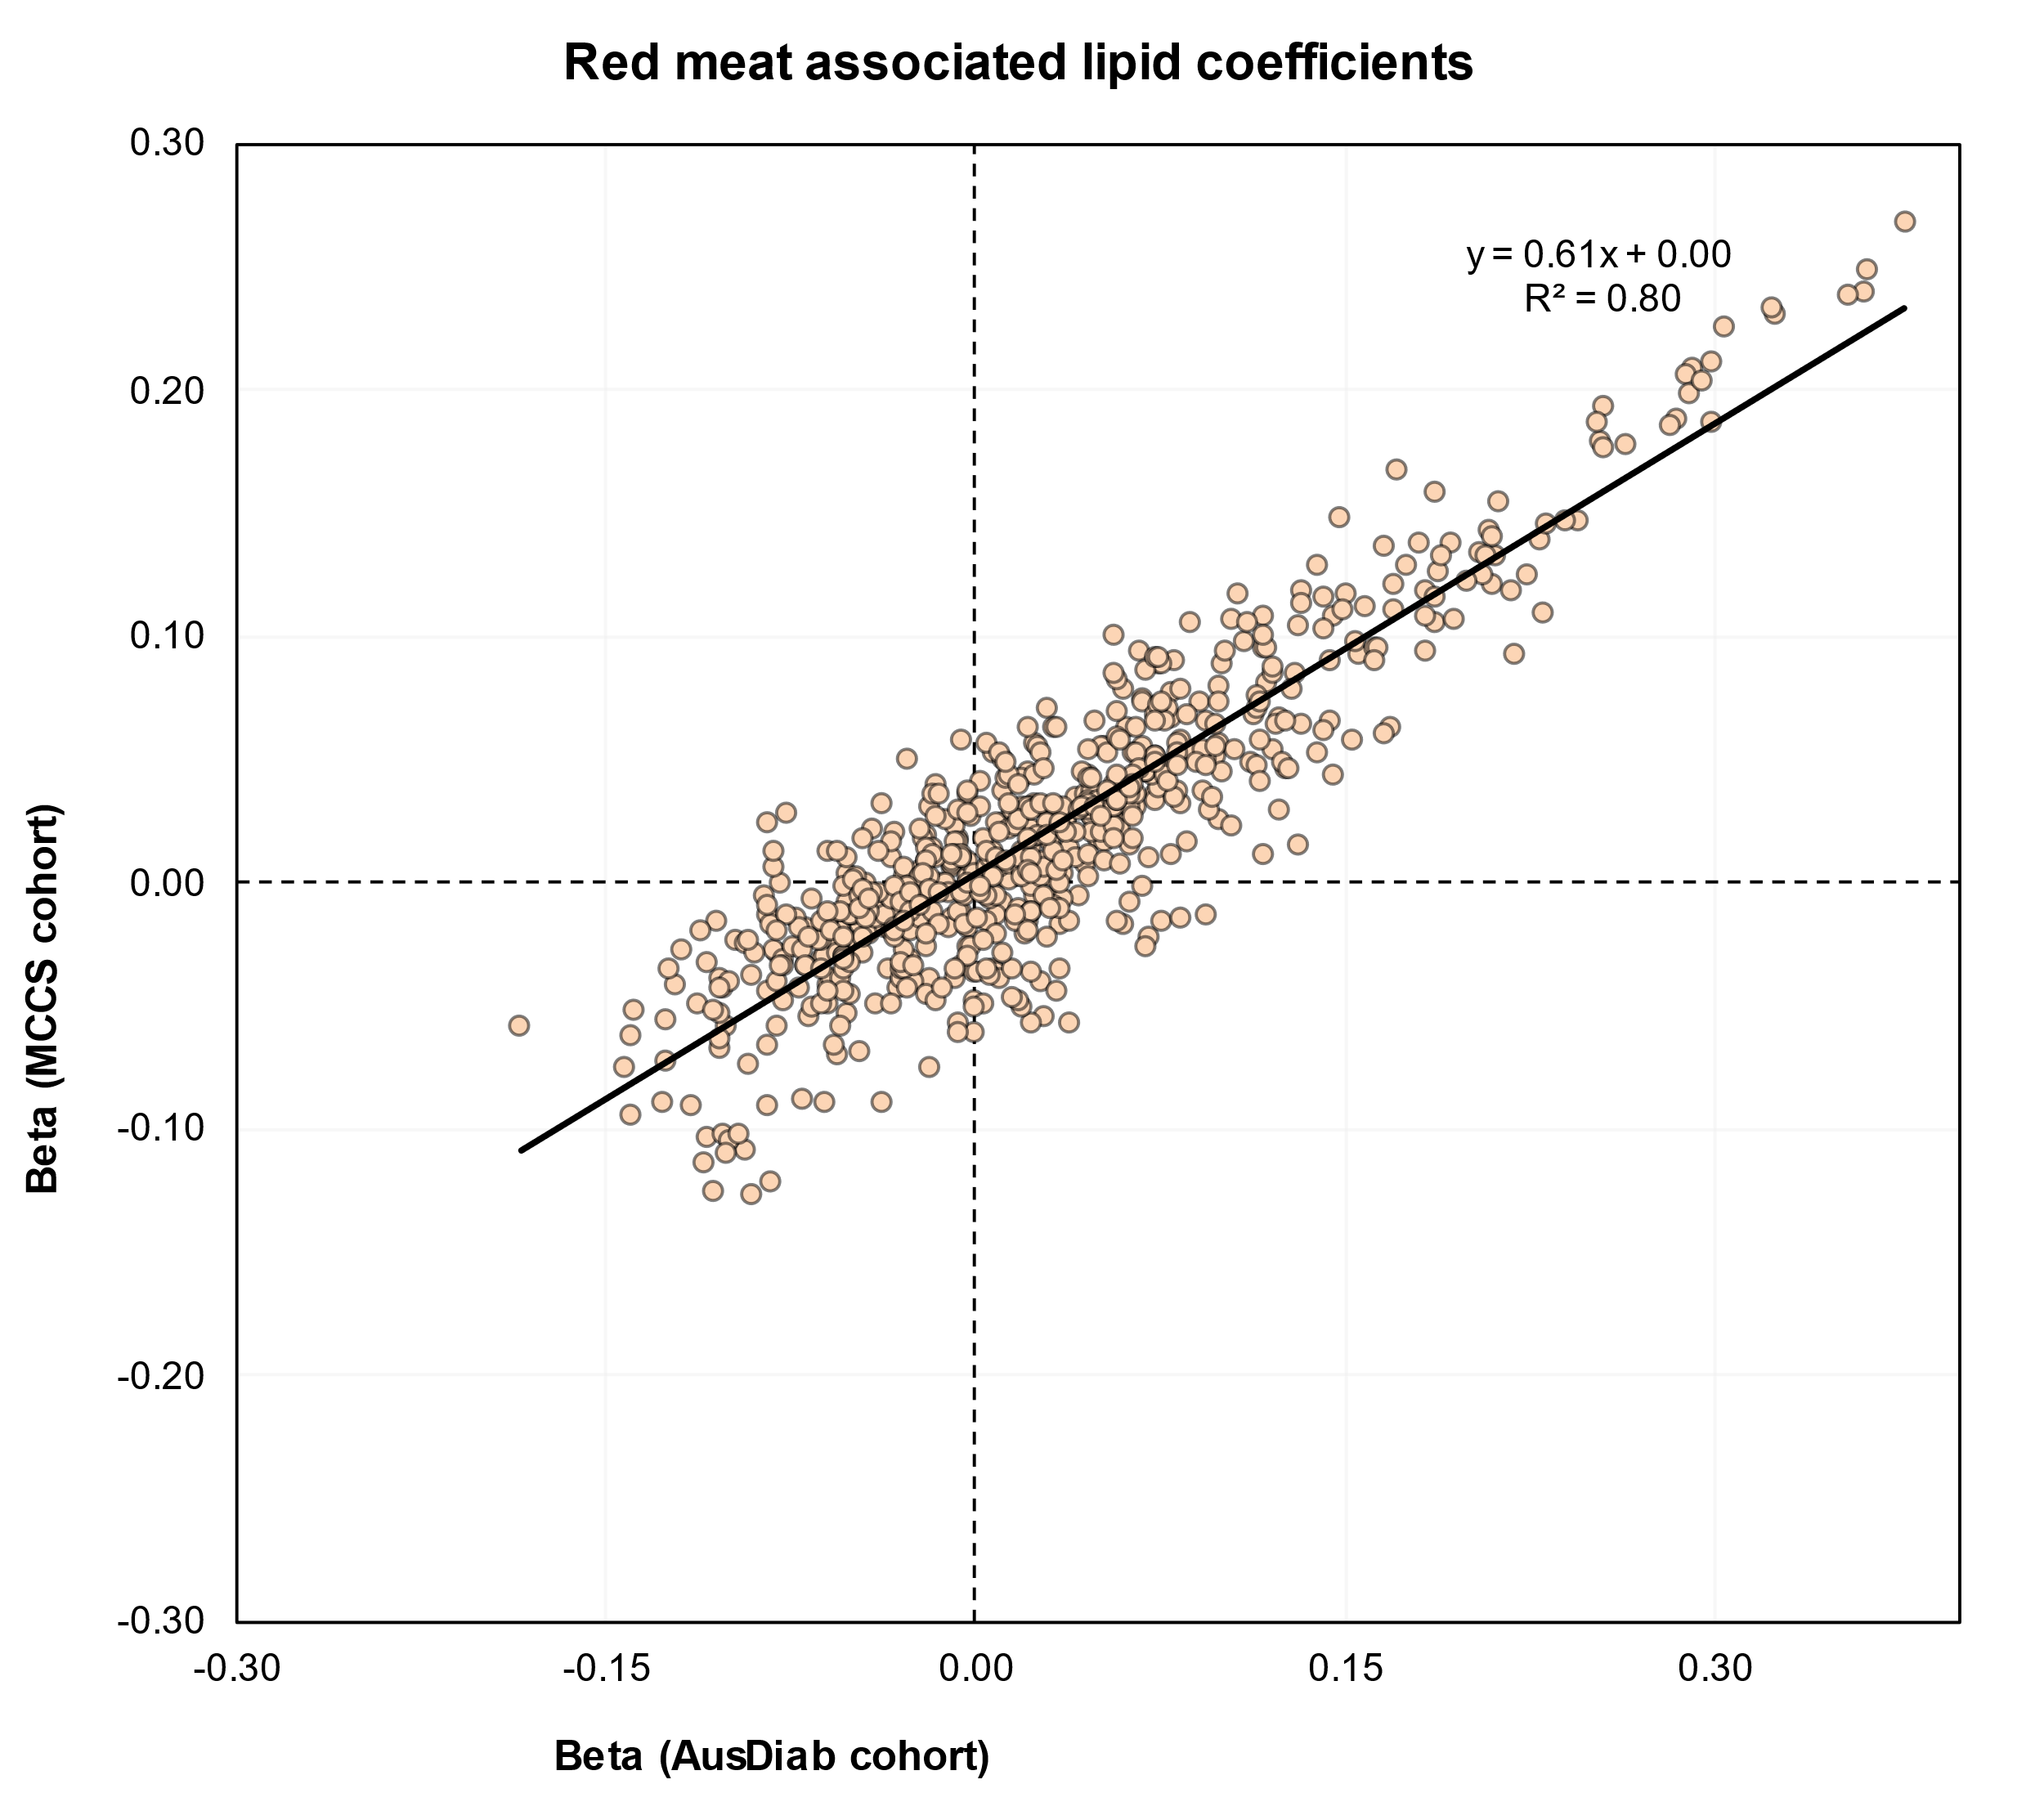 Red meat associated lipid coefficients
0.30
0.20
0.10
0.00
-0.10
-0.20
-0.30
y = 0.61x + 0.00
R² = 0.80
Beta (MCCS cohort)
-0.30
-0.15
0.00
0.15
0.30
Beta (AusDiab cohort)